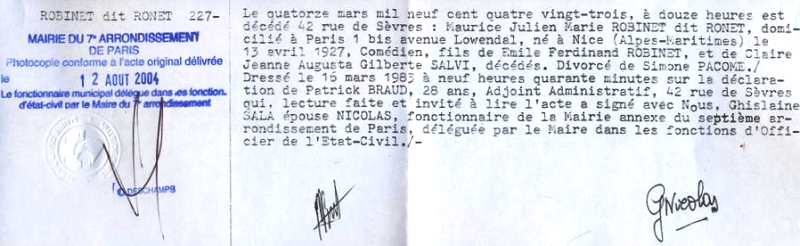 ROBINET dit RONET 227-
MAIRIE DU 7e ARRONDISSEMENT
DE PARIS
Photocopie conforme à l'acte original délivrée
le 12 AOUT 2004
Le fonctionnaire municipal délégué dans les fonction.
d'état-civil par le Maire du 7e arrondissement
C. DESCHAMPS
Le quatorze mars mil neuf cent quatre vingt-trois, à douze heures est
décédé 42 rue de Sèvres : Maurice Julien Marie ROBINET dit RONET, domi-
cilié à Paris 1 bis avenue Lowendal, né à Nice (Alpes-Maritimes) le
13 avril 1927, Comédien, fils de Emile Ferdinand ROBINET, et de Claire
Jeanne Augusta Gilberte SALVI, décédés. Divorcé de Simone PACOME./
Dressé le 16 mars 1983 à neuf heures quarante minutes sur la déclara-
tion de Patrick BRAUD, 28 ans, Adjoint Administratif, 42 rue de Sèvres
qui, lecture faite et invité à lire l'acte a signé avec Nous, Ghislaine
SALA épouse NICOLAS, fonctionnaire de la Mairie annexe du septième ar-
rondissement de Paris, déléguée par le Maire dans les fonctions d'Offi-
cier de l'Etat-Civil./-
GNicolas